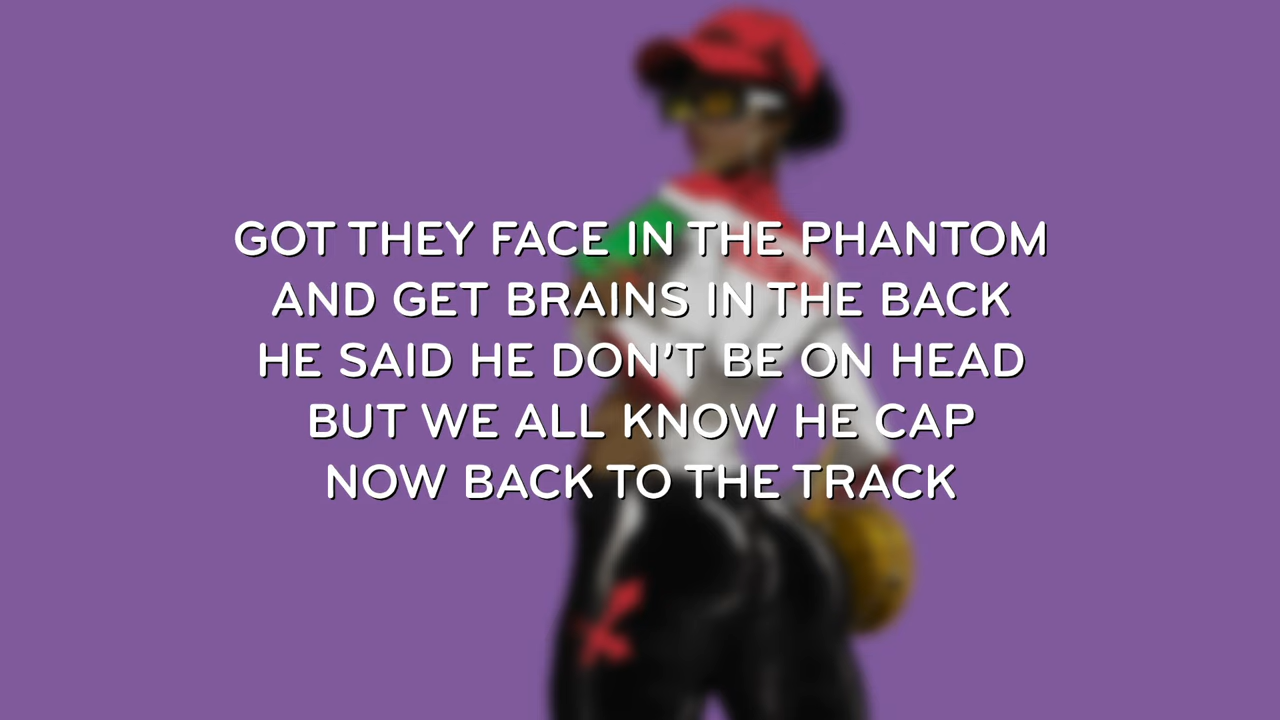 GOT THEY FACE IN THE PHANTOM
AND GET BRAINS IN THE BACK
HE SAID HE DON'T BE ON HEAD
BUT WE ALL KNOW HE CAP
NOW BACK TO THE TRACK